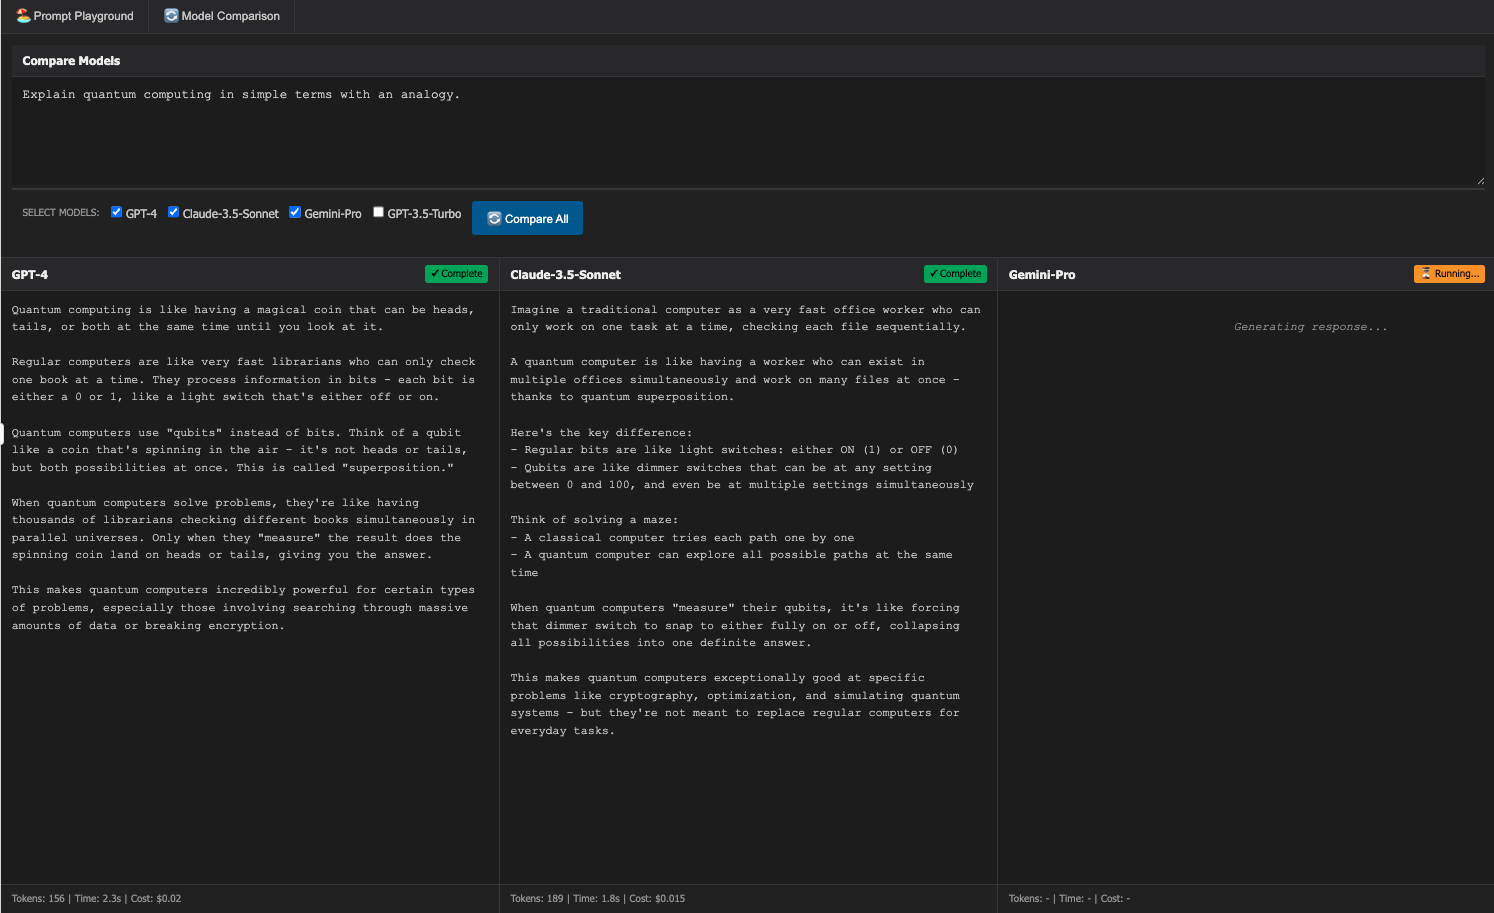 Prompt Playground
Model Comparison
Compare Models
Explain quantum computing in simple terms with an analogy.
SELECT MODELS:
GPT-4
Claude-3.5-Sonnet
Gemini-Pro
GPT-3.5-Turbo
Compare All
GPT-4
✓ Complete
Quantum computing is like having a magical coin that can be heads,
tails, or both at the same time until you look at it.
Regular computers are like very fast librarians who can only check
one book at a time. They process information in bits - each bit is
either a 0 or 1, like a light switch that's either off or on.
Quantum computers use "qubits" instead of bits. Think of a qubit
like a coin that's spinning in the air - it's not heads or tails,
but both possibilities at once. This is called "superposition."
When quantum computers solve problems, they're like having
thousands of librarians checking different books simultaneously in
parallel universes. Only when they "measure" the result does the
spinning coin land on heads or tails, giving you the answer.
This makes quantum computers incredibly powerful for certain types
of problems, especially those involving searching through massive
amounts of data or breaking encryption.
Tokens: 156 | Time: 2.3s | Cost: $0.02
Claude-3.5-Sonnet
✓ Complete
Imagine a traditional computer as a very fast office worker who can
only work on one task at a time, checking each file sequentially.
A quantum computer is like having a worker who can exist in
multiple offices simultaneously and work on many files at once -
thanks to quantum superposition.
Here's the key difference:
- Regular bits are like light switches: either ON (1) or OFF (0)
- Qubits are like dimmer switches that can be at any setting
between 0 and 100, and even be at multiple settings simultaneously
Think of solving a maze:
- A classical computer tries each path one by one
- A quantum computer can explore all possible paths at the same
time
When quantum computers "measure" their qubits, it's like forcing
that dimmer switch to snap to either fully on or off, collapsing
all possibilities into one definite answer.
This makes quantum computers exceptionally good at specific
problems like cryptography, optimization, and simulating quantum
systems - but they're not meant to replace regular computers for
everyday tasks.
Tokens: 189 | Time: 1.8s | Cost: $0.015
Gemini-Pro
Running...
Generating response...
Tokens: - | Time: - | Cost: -